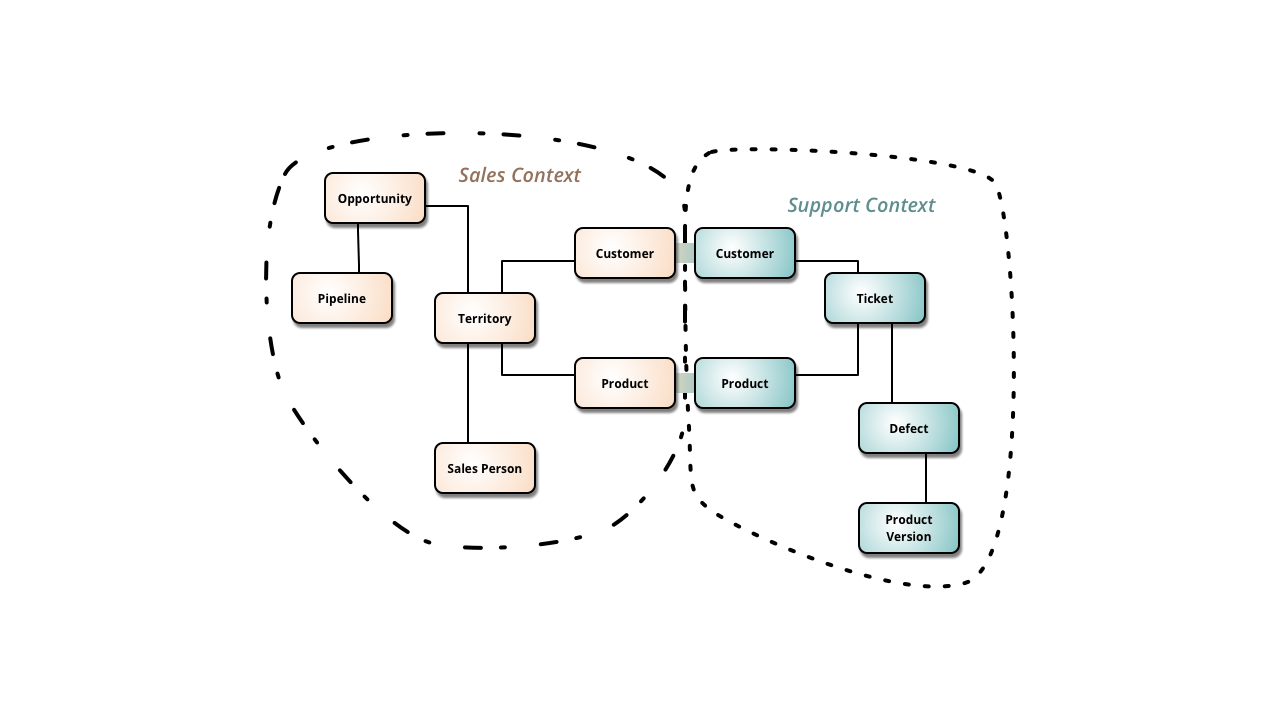 Sales Context
Opportunity
Support Context
Customer
Customer
Pipeline
Ticket
Territory
Product
Product
Defect
Sales Person
Product
Version